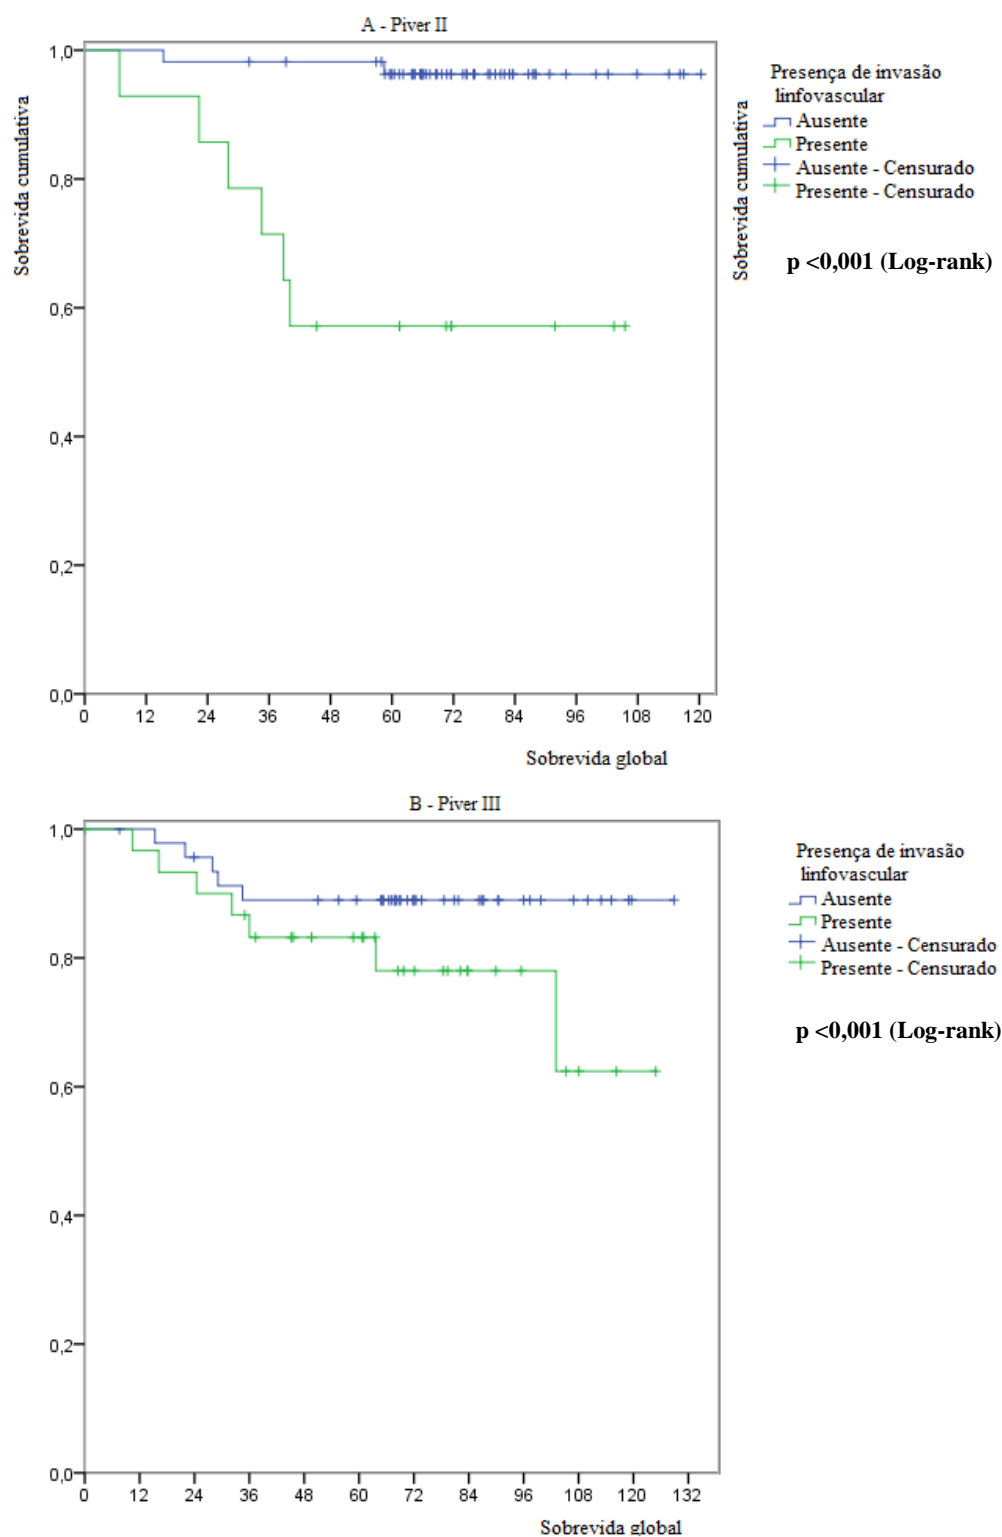 A - Piver II
1,0
0,8
0,6
0,4
0,2
0,0
Sobrevida cumulativa
0 12 24 36 48 60 72 84 96 108 120
Sobrevida global
Sobrevida cumulativa
Presença de invasão
linfovascular
Ausente
Presente
Ausente - Censurado
Presente - Censurado
p <0,001 (Log-rank)
B - Piver III
1,0
0,8
0,6
0,4
0,2
0,0
0 12 24 36 48 60 72 84 96 108 120 132
Sobrevida global
Presença de invasão
linfovascular
Ausente
Presente
Ausente - Censurado
Presente - Censurado
p <0,001 (Log-rank)